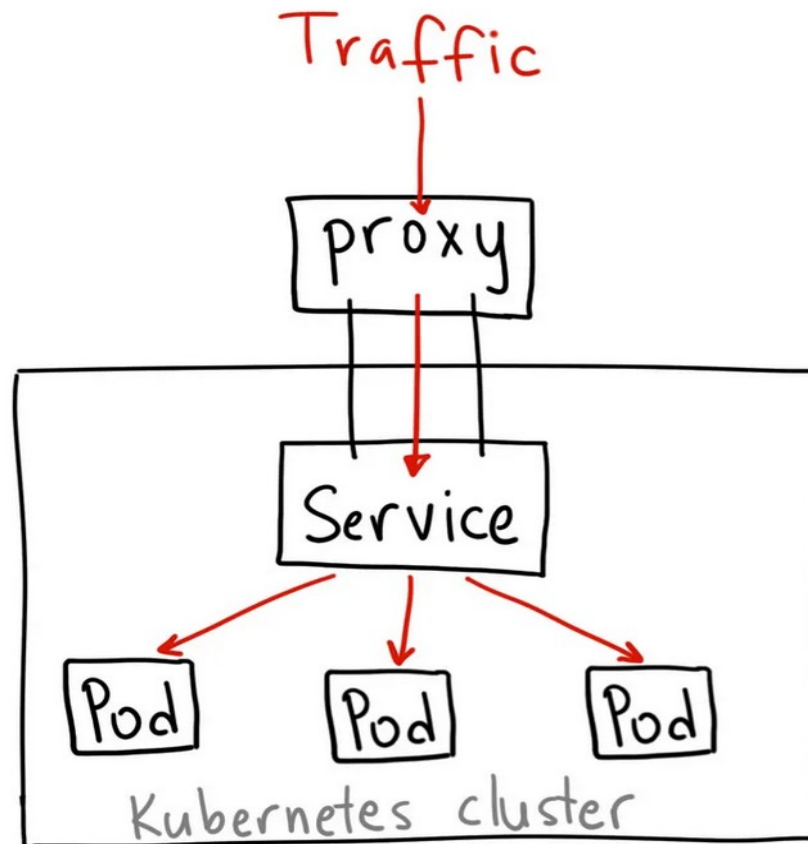 Traffic
proxy
Service
Pod
Pod
Pod
Kubernetes cluster